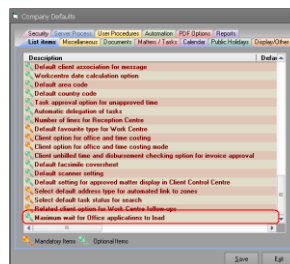 Company Defaults
Security Server Process User Procedures Automation PDF Options Reports
List items Miscellaneous Documents Matters / Tasks Calendar Public Holidays Display/Other
Description
Default client association for message
Workcentre date calculation option
Default area code
Default country code
Task approval option for unapproved time
Automatic delegation of tasks
Number of lines for Reception Centre
Default favourite type for Work Centre
Client option for office and time costing
Client option for office and time costing mode
Client unbilled time and disbursement checking option for invoice approval
Default facsimile coversheet
Default scanner setting
Default setting for approved matter display in Client Control Centre
Select default address type for automated link to zones
Select default task status for search
Related client option for Work Centre follow-ups
Maximum wait for Office applications to load
Mandatory Items Optional Items
Save Exit